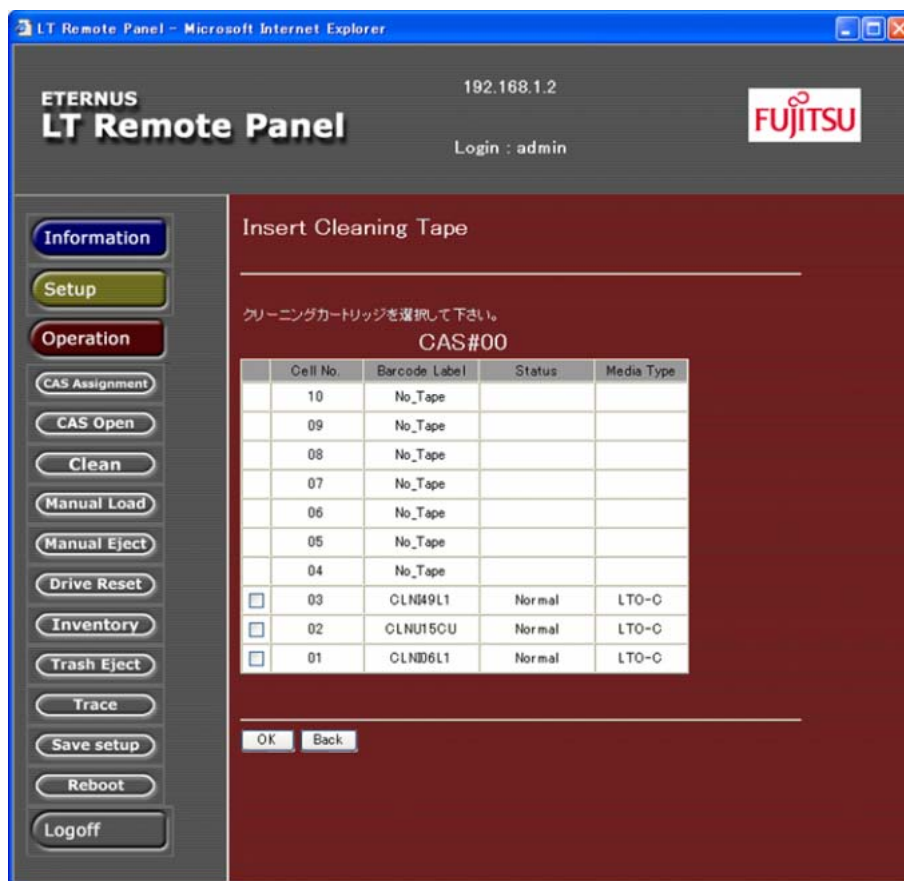 LT Remote Panel - Microsoft Internet Explorer
ETERNUS
LT Remote Panel
192.168.1.2
Login : admin
FUJITSU
Information
Setup
Operation
CAS Assignment
CAS Open
Clean
Manual Load
Manual Eject
Drive Reset
Inventory
Trash Eject
Trace
Save setup
Reboot
Logoff
Insert Cleaning Tape
クリーニングカートリッジを選択して下さい。
CAS#00
Cell No. Barcode Label Status Media Type
10 No_Tape
09 No_Tape
08 No_Tape
07 No_Tape
06 No_Tape
05 No_Tape
04 No_Tape
03 Normal LTO-C
02 CLNU15CU Normal LTO-C
01 Normal LTO-C
OK Back